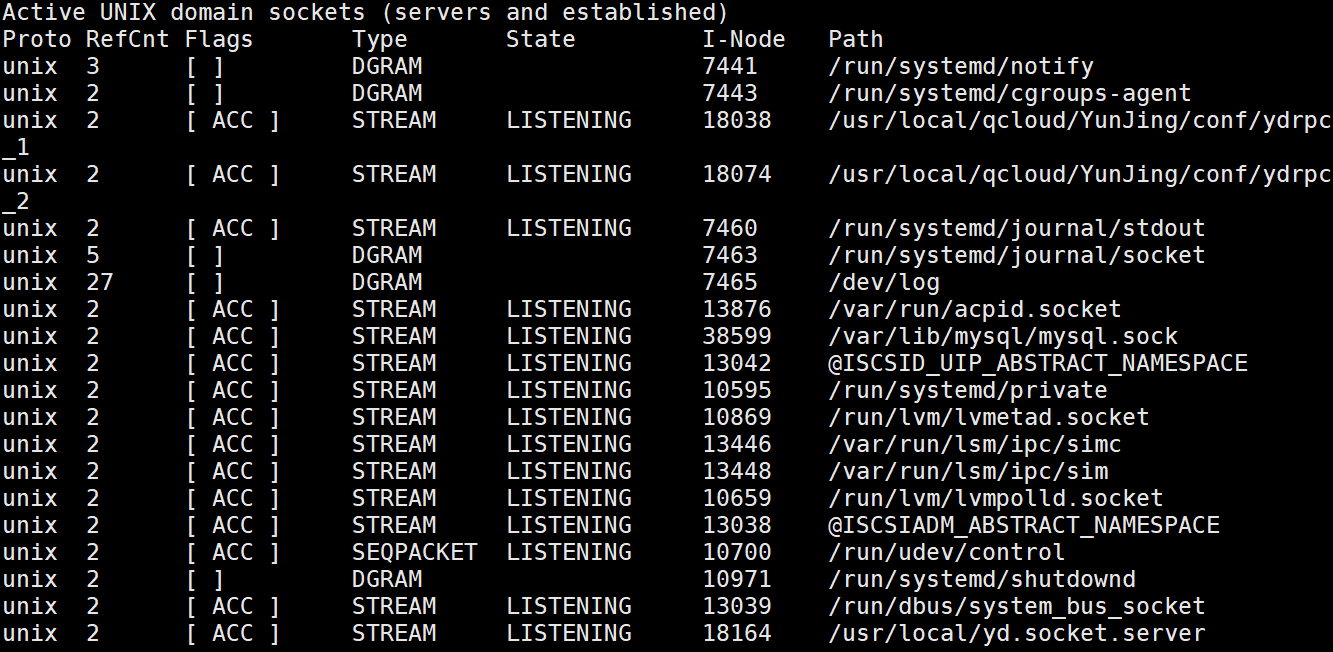 Active UNIX domain sockets (servers and established)
Proto RefCnt Flags       Type       State         I-Node   Path
unix  3      [ ]         DGRAM                    7441     /run/systemd/notify
unix  2      [ ]         DGRAM                    7443     /run/systemd/cgroups-agent
unix  2      [ ACC ]     STREAM     LISTENING     18038    /usr/local/qcloud/YunJing/conf/ydrpc
_1
unix  2      [ ACC ]     STREAM     LISTENING     18074    /usr/local/qcloud/YunJing/conf/ydrpc
_2
unix  2      [ ACC ]     STREAM     LISTENING     7460     /run/systemd/journal/stdout
unix  5      [ ]         DGRAM                    7463     /run/systemd/journal/socket
unix  27     [ ]         DGRAM                    7465     /dev/log
unix  2      [ ACC ]     STREAM     LISTENING     13876    /var/run/acpid.socket
unix  2      [ ACC ]     STREAM     LISTENING     38599    /var/lib/mysql/mysql.sock
unix  2      [ ACC ]     STREAM     LISTENING     13042    @ISCSID_UIP_ABSTRACT_NAMESPACE
unix  2      [ ACC ]     STREAM     LISTENING     10595    /run/systemd/private
unix  2      [ ACC ]     STREAM     LISTENING     10869    /run/lvm/lvmetad.socket
unix  2      [ ACC ]     STREAM     LISTENING     13446    /var/run/lsm/ipc/simc
unix  2      [ ACC ]     STREAM     LISTENING     13448    /var/run/lsm/ipc/sim
unix  2      [ ACC ]     STREAM     LISTENING     10659    /run/lvm/lvmpolld.socket
unix  2      [ ACC ]     STREAM     LISTENING     13038    @ISCSIADM_ABSTRACT_NAMESPACE
unix  2      [ ACC ]     SEQPACKET  LISTENING     10700    /run/udev/control
unix  2      [ ]         DGRAM                    10971    /run/systemd/shutdownd
unix  2      [ ACC ]     STREAM     LISTENING     13039    /run/dbus/system_bus_socket
unix  2      [ ACC ]     STREAM     LISTENING     18164    /usr/local/yd.socket.server